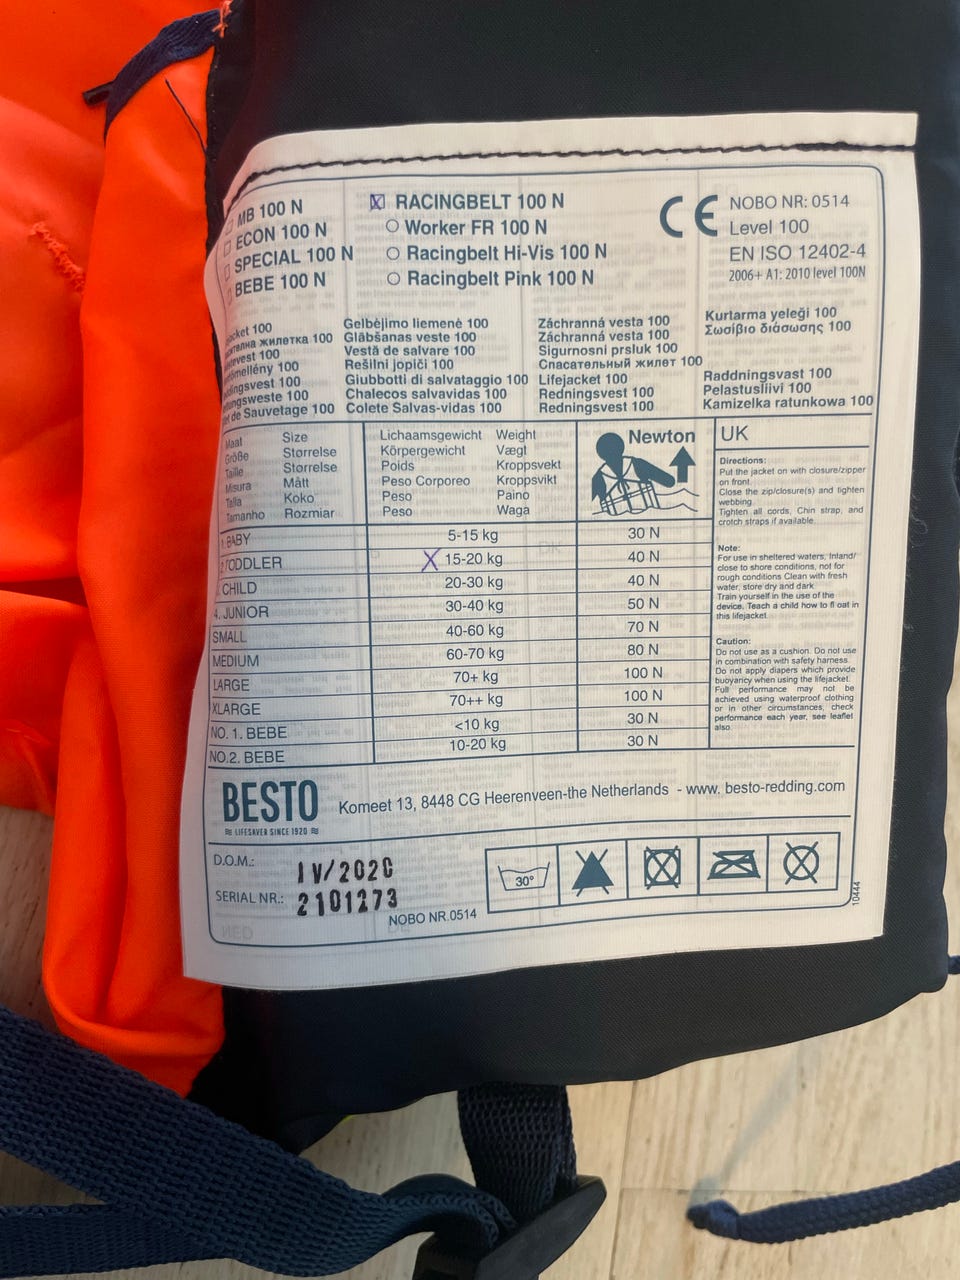 MB 100 N
ECON 100 N
SPECIAL 100 N
BEBE 100 N
RACINGBELT 100 N
Worker FR 100 N
Racingbelt Hi-Vis 100 N
Racingbelt Pink 100 N
CE
NOBO NR: 0514
Level 100
EN ISO 12402-4
2006+ A1: 2010 level 100N
100
жилетка 100
100
100
100
100
de Sauvetage 100
Gelbėjimo liemenė 100
Glābšanas veste 100
Vestă de salvare 100
Rešilni jopiči 100
Giubbotti di salvataggio 100
Chalecos salvavidas 100
Colete Salvas-vidas 100
Záchranná vesta 100
Záchranná vesta 100
Sigurnosni prsluk 100
Спасательный жилет 100
Lifejacket 100
Redningsvest 100
Redningsvest 100
Kurtarma yeleği 100
Σωσίβιο διάσωσης 100
Raddningsvast 100
Pelastusliivi 100
Kamizelka ratunkowa 100
Maat Size
Größe Størrelse
Taille Størrelse
Misura Mått
Talla Koko
Tamanho Rozmiar
Lichaamsgewicht Weight
Körpergewicht Vægt
Poids Kroppsvekt
Peso Corporeo Kroppsvikt
Peso Paino
Peso Waga
Newton
BABY 5-15 kg 30 N
TODDLER X 15-20 kg 40 N
CHILD 20-30 kg 40 N
4. JUNIOR 30-40 kg 50 N
SMALL 40-60 kg 70 N
MEDIUM 60-70 kg 80 N
LARGE 70+ kg 100 N
XLARGE 70++ kg 100 N
NO. 1. BEBE <10 kg 30 N
NO.2. BEBE 10-20 kg 30 N
UK
Directions:
Put the jacket on with closure/zipper
on front.
Close the zip/closure(s) and tighten
webbing.
Tighten all cords, Chin strap, and
crotch straps if available.
Note:
For use in sheltered waters, Inland/
close to shore conditions, not for
rough conditions Clean with fresh
water, store dry and dark
Train yourself in the use of the
device. Teach a child how to fl oat in
this lifejacket.
Caution:
Do not use as a cushion. Do not use
in combination with safety harness.
Do not apply diapers which provide
buoyancy when using the lifejacket.
Full performance may not be
achieved using waterproof clothing
or in other circumstances, check
performance each year, see leaflet
also.
BESTO
LIFESAVER SINCE 1920
Komeet 13, 8448 CG Heerenveen-the Netherlands - www. besto-redding.com
D.O.M.: IV/2020
SERIAL NR.: 2101273
NOBO NR.0514
30°
10444